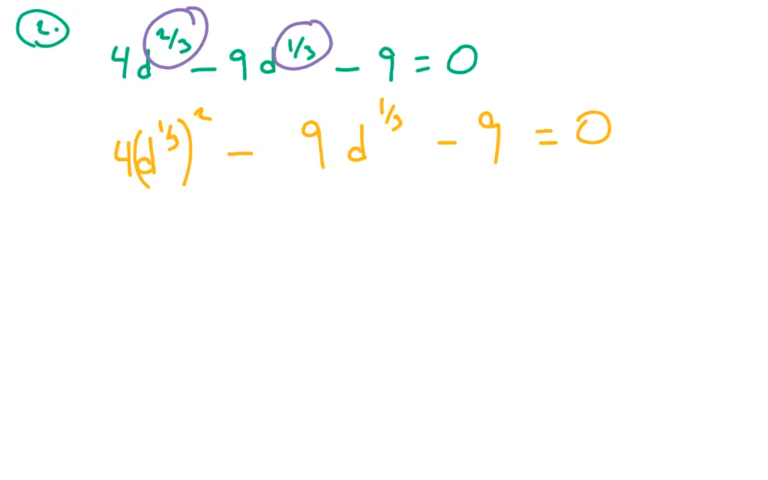 2.
4d^{2/3} - 9d^{1/3} - 9 = 0
4(d^{1/3})^2 - 9d^{1/3} - 9 = 0